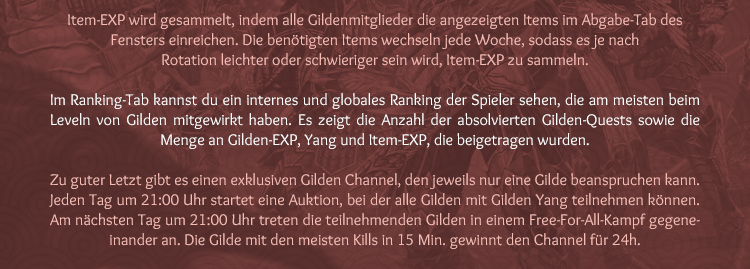 Item-EXP wird gesammelt, indem alle Gildenmitglieder die angezeigten Items im Abgabe-Tab des
Fensters einreichen. Die benötigten Items wechseln jede Woche, sodass es je nach
Rotation leichter oder schwieriger sein wird, Item-EXP zu sammeln.
Im Ranking-Tab kannst du ein internes und globales Ranking der Spieler sehen, die am meisten beim
Leveln von Gilden mitgewirkt haben. Es zeigt die Anzahl der absolvierten Gilden-Quests sowie die
Menge an Gilden-EXP, Yang und Item-EXP, die beigetragen wurden.
Zu guter Letzt gibt es einen exklusiven Gilden Channel, den jeweils nur eine Gilde beanspruchen kann.
Jeden Tag um 21:00 Uhr startet eine Auktion, bei der alle Gilden mit Gilden Yang teilnehmen können.
Am nächsten Tag um 21:00 Uhr treten die teilnehmenden Gilden in einem Free-For-All-Kampf gegene-
inander an. Die Gilde mit den meisten Kills in 15 Min. gewinnt den Channel für 24h.